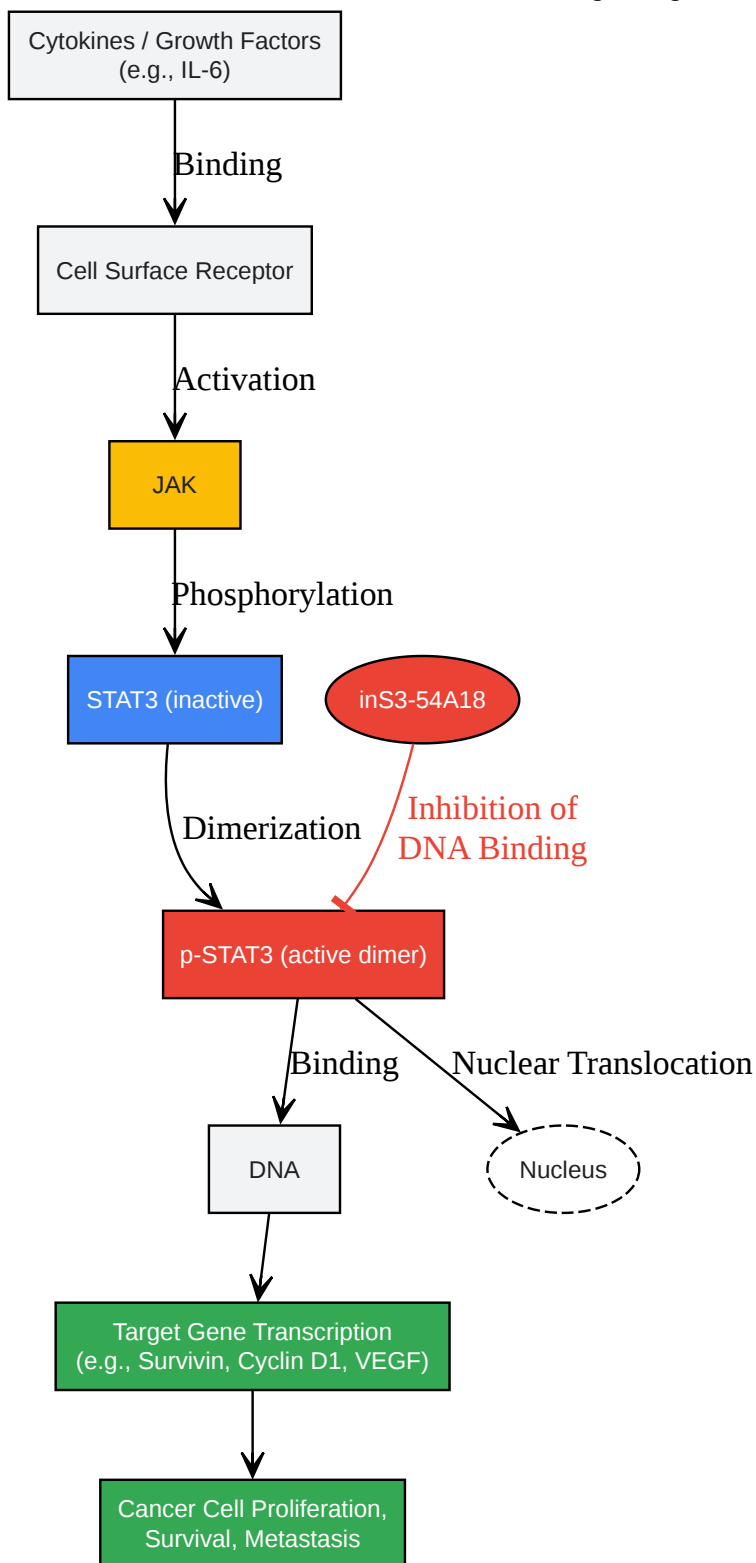 Cytokines / Growth Factors
(e.g., IL-6)
Binding
Cell Surface Receptor
Activation
JAK
Phosphorylation
STAT3 (inactive)
inS3-54A18
Dimerization
Inhibition of
DNA Binding
p-STAT3 (active dimer)
Binding
Nuclear Translocation
DNA
Nucleus
Target Gene Transcription
(e.g., Survivin, Cyclin D1, VEGF)
Cancer Cell Proliferation,
Survival, Metastasis